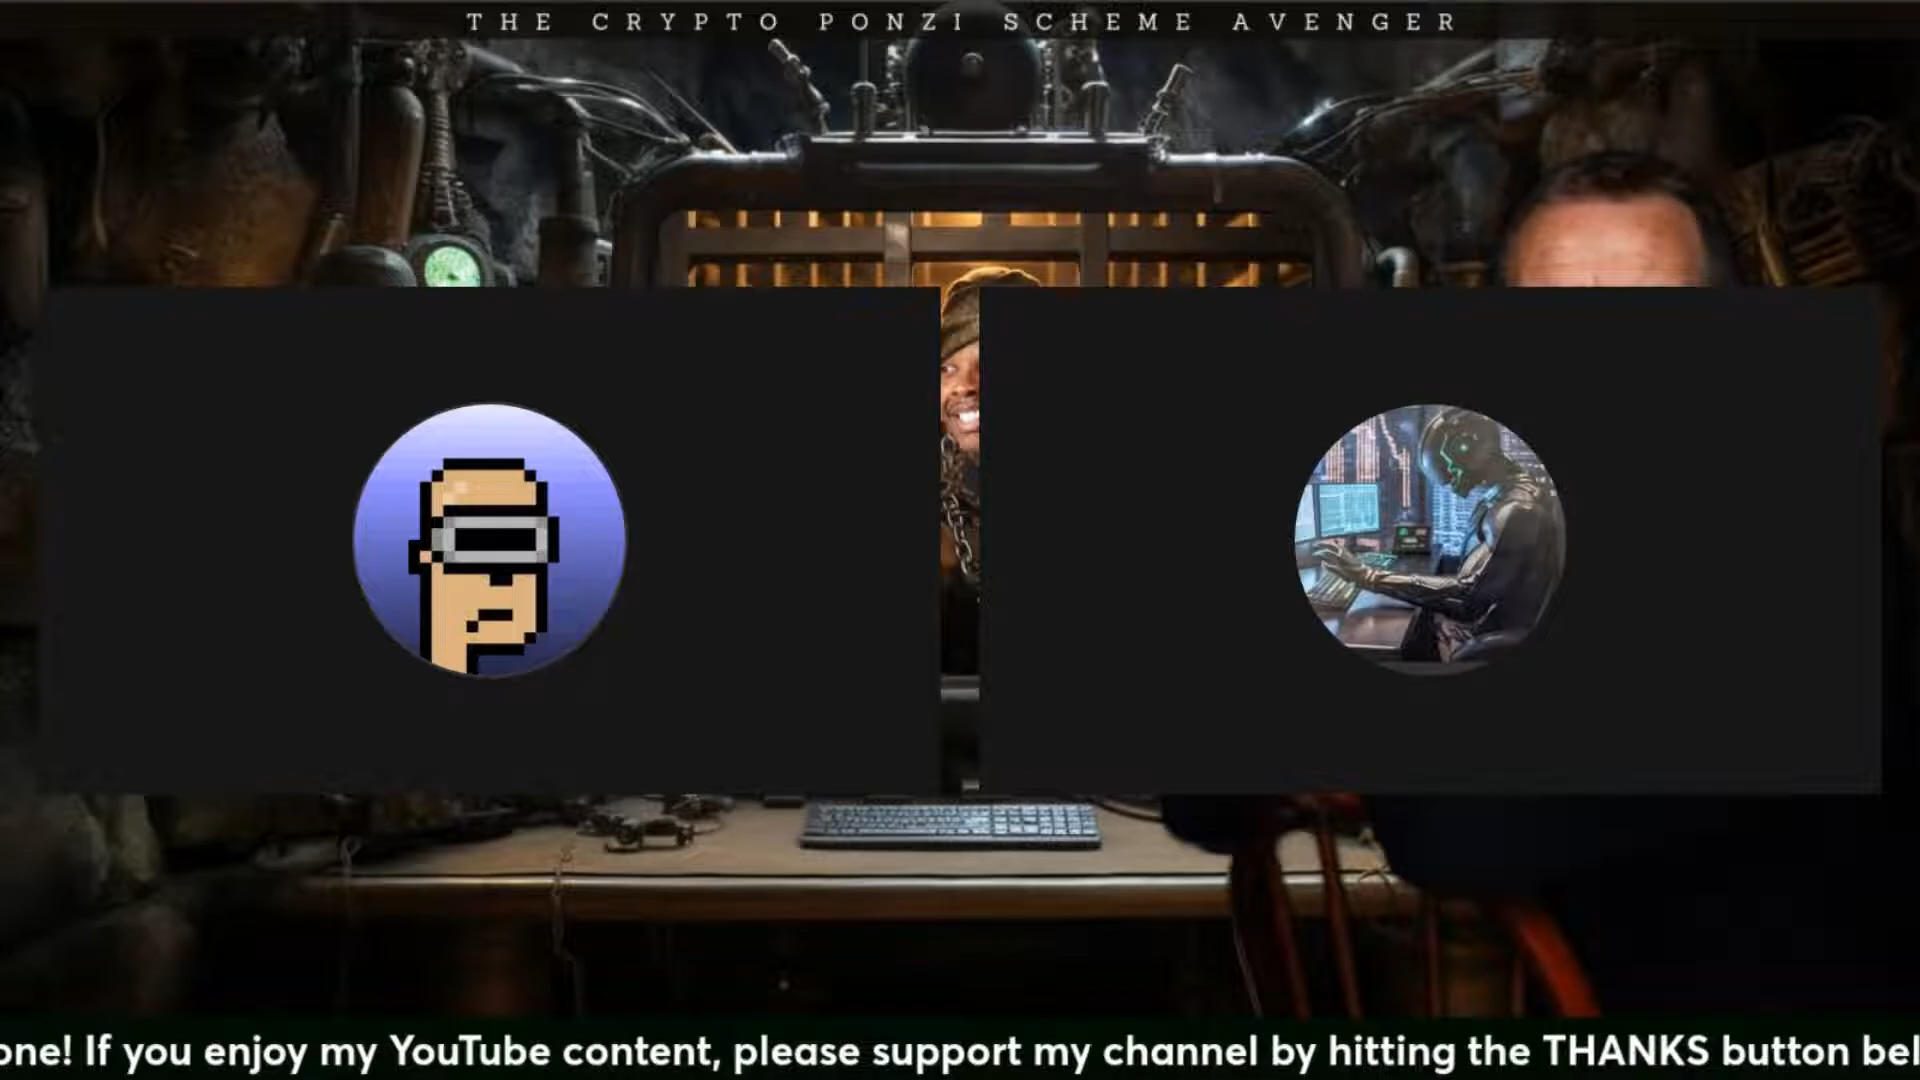 THE CRYPTO PONZI SCHEME AVENGER
one! If you enjoy my YouTube content, please support my channel by hitting the THANKS button bel